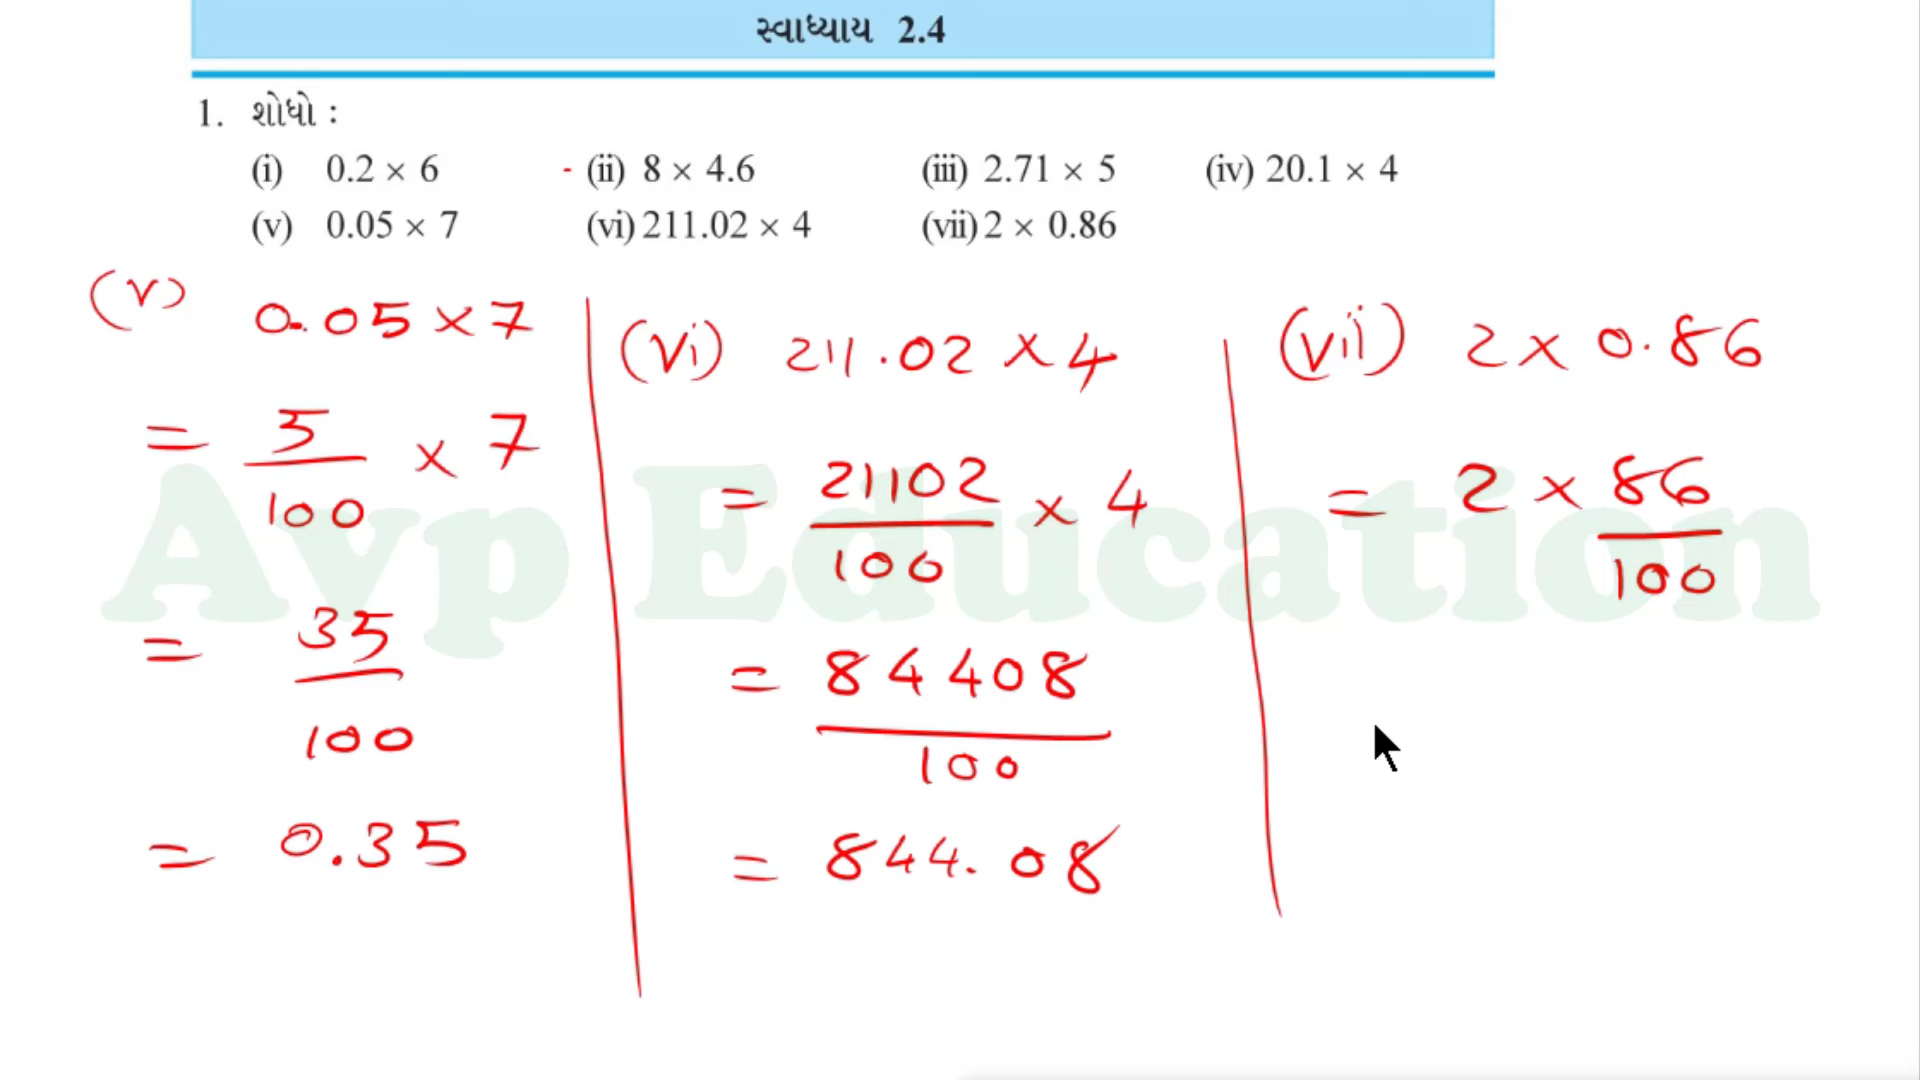 સ્વાધ્યાય 2.4
1. શોધો :
(i) 0.2 × 6 - (ii) 8 × 4.6 (iii) 2.71 × 5 (iv) 20.1 × 4
(v) 0.05 × 7 (vi) 211.02 × 4 (vii) 2 × 0.86
(v) 0.05 × 7
= 5/100 × 7
= 35/100
= 0.35
(vi) 211.02 × 4
= 21102/100 × 4
= 84408/100
= 844.08
(vii) 2 × 0.86
= 2 × 86/100
Avp Education